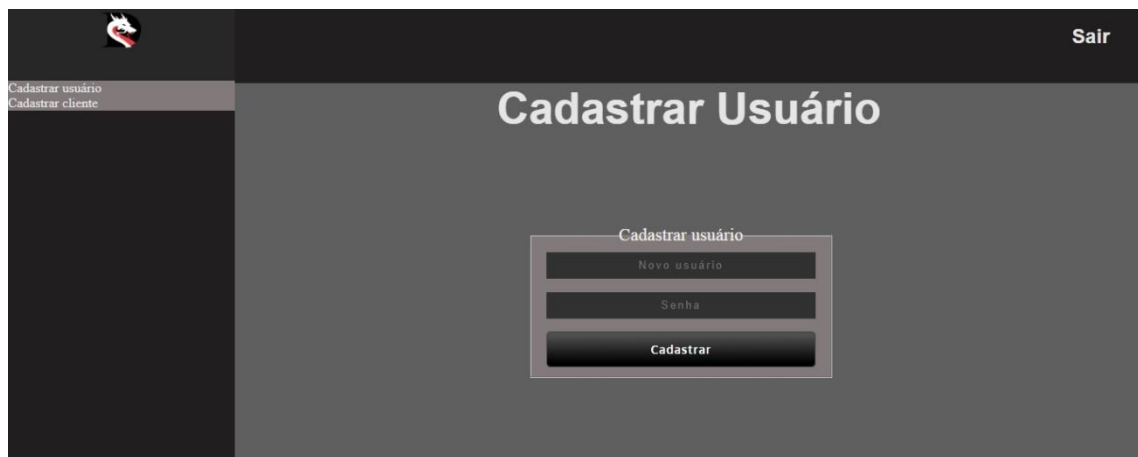 Sair
Cadastrar usuário
Cadastrar cliente
Cadastrar Usuário
Cadastrar usuário
Novo usuário
Senha
Cadastrar